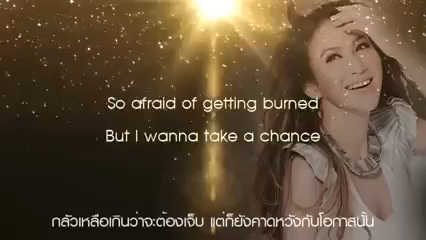 So afraid of getting burned
But I wanna take a chance
กลัวเหลือเกินว่าจะต้องเจ็บ แต่ก็ยังคาดหวังกับโอกาสนั้น